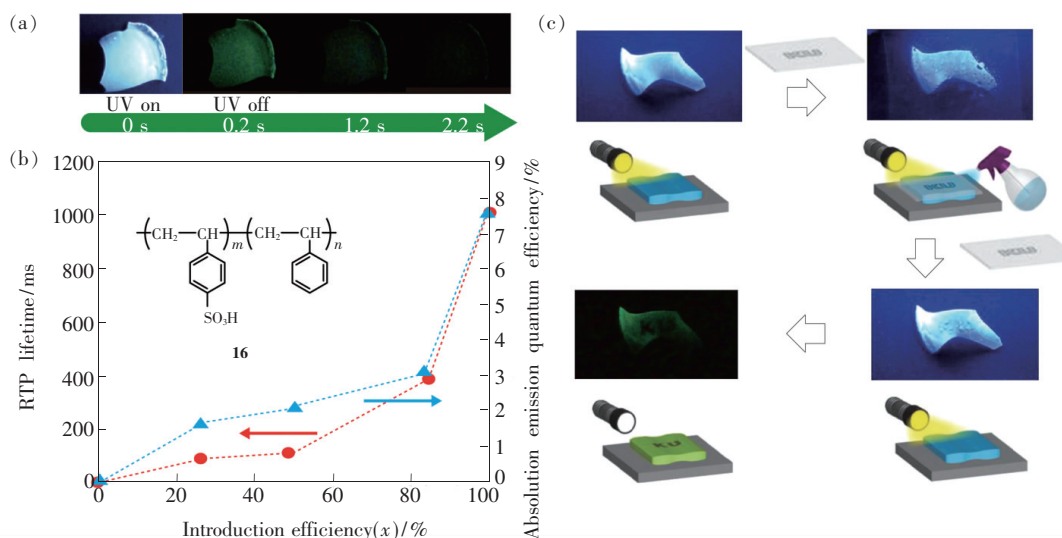 (a)
UV on
UV off
0 s
0.2 s
1.2 s
2.2 s
(b)
1200
1000
800
600
400
200
0
RTP lifetime/ms
9
8
7
6
5
4
3
2
1
0
Absolution emission quantum efficiency/%
( CH₂ — CH )m ( CH₂ — CH )n
SO₃H
16
0
20
40
60
80
100
Introduction efficiency(x)/%
(c)
KU